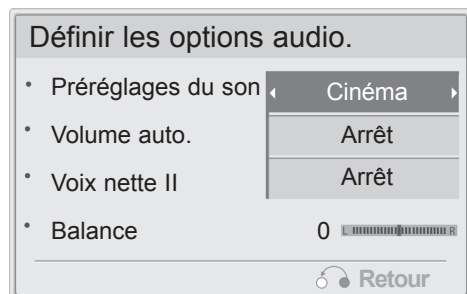 Définir les options audio.
• Préréglages du son Cinéma
• Volume auto. Arrêt
• Voix nette II Arrêt
• Balance 0 L R
Retour